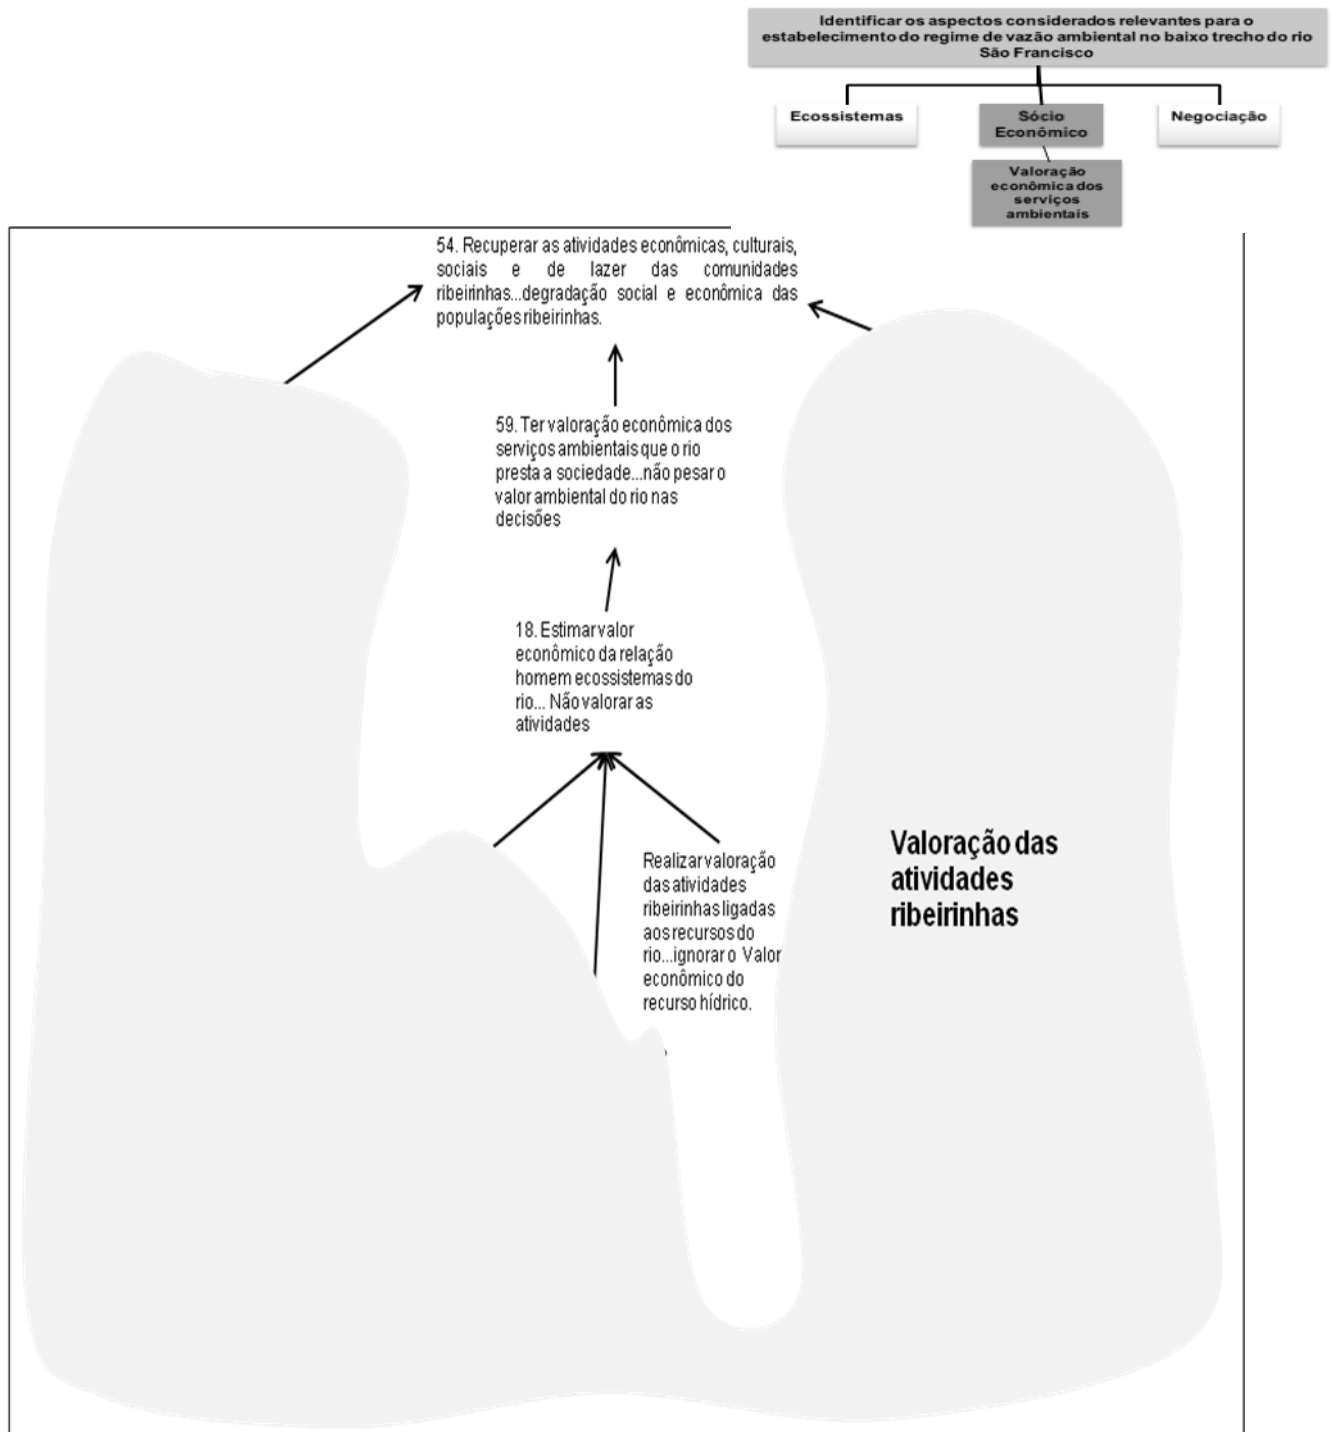 Identificar os aspectos considerados relevantes para o
estabelecimento do regime de vazão ambiental no baixo trecho do rio
São Francisco
Ecossistemas
Sócio
Econômico
Negociação
Valoração
econômica dos
serviços
ambientais
54. Recuperar as atividades econômicas, culturais,
sociais e de lazer das comunidades
ribeirinhas...degradação social e econômica das
populações ribeirinhas.
59. Ter valoração econômica dos
serviços ambientais que o rio
presta a sociedade...não pesar o
valor ambiental do rio nas
decisões
18. Estimar valor
econômico da relação
homem ecossistemas do
rio... Não valorar as
atividades
Realizar valoração
das atividades
ribeirinhas ligadas
aos recursos do
rio...ignorar o Valor
econômico do
recurso hídrico.
Valoração das
atividades
ribeirinhas